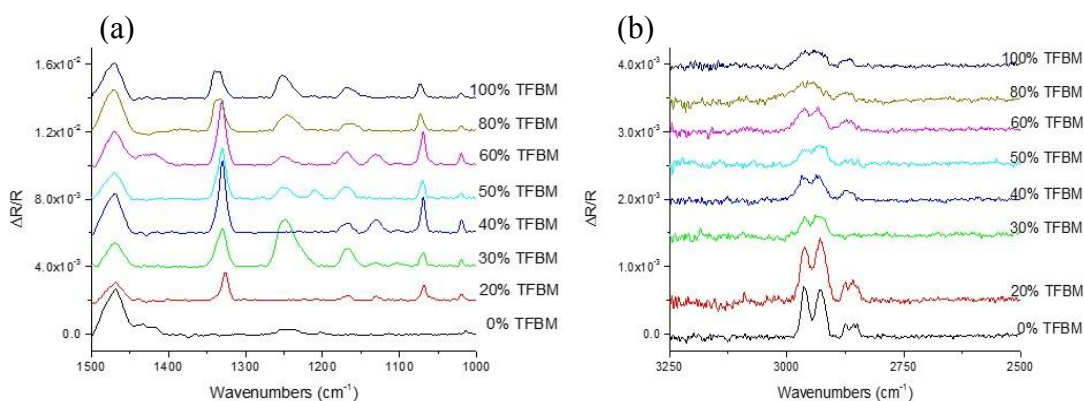 (a)
ΔR/R
1.6x10⁻²
1.2x10⁻²
8.0x10⁻³
4.0x10⁻³
0.0
100% TFBM
80% TFBM
60% TFBM
50% TFBM
40% TFBM
30% TFBM
20% TFBM
0% TFBM
1500 1400 1300 1200 1100 1000
Wavenumbers (cm⁻¹)
(b)
ΔR/R
4.0x10⁻³
3.0x10⁻³
2.0x10⁻³
1.0x10⁻³
0.0
100% TFBM
80% TFBM
60% TFBM
50% TFBM
40% TFBM
30% TFBM
20% TFBM
0% TFBM
3250 3000 2750 2500
Wavenumbers (cm⁻¹)